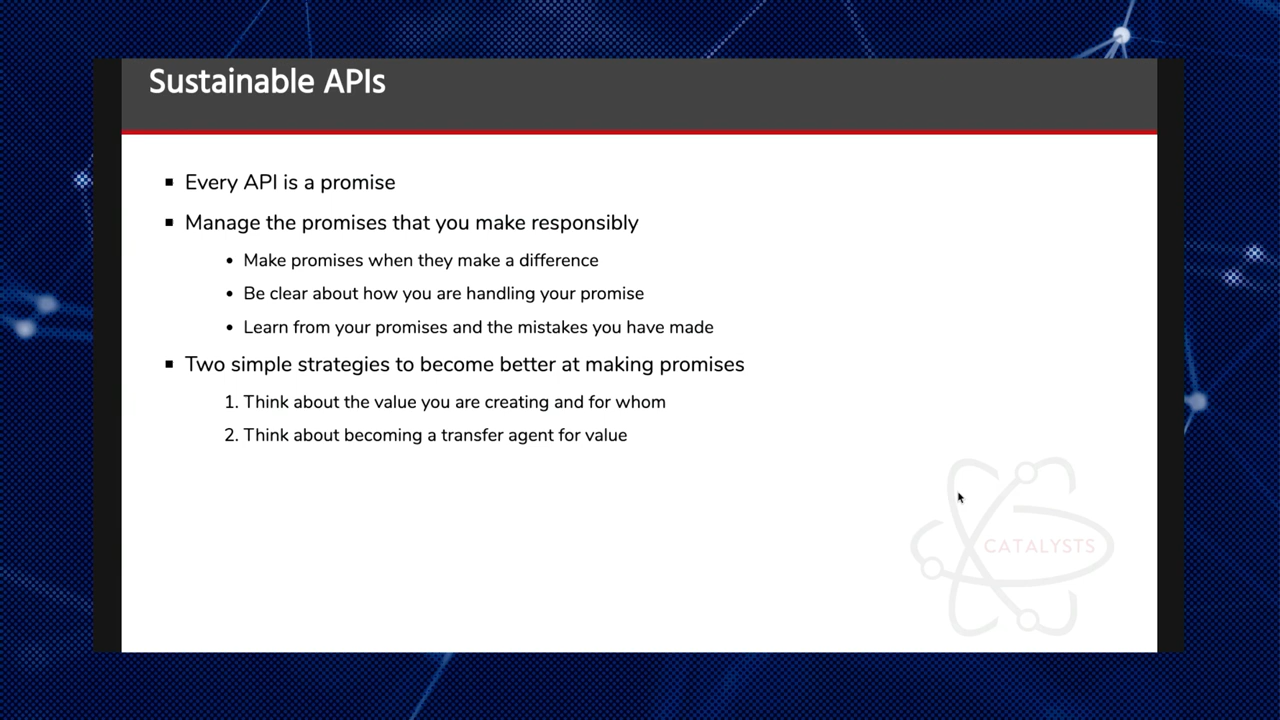 Sustainable APIs
Every API is a promise
Manage the promises that you make responsibly
Make promises when they make a difference
Be clear about how you are handling your promise
Learn from your promises and the mistakes you have made
Two simple strategies to become better at making promises
1. Think about the value you are creating and for whom
2. Think about becoming a transfer agent for value
CATALYSTS